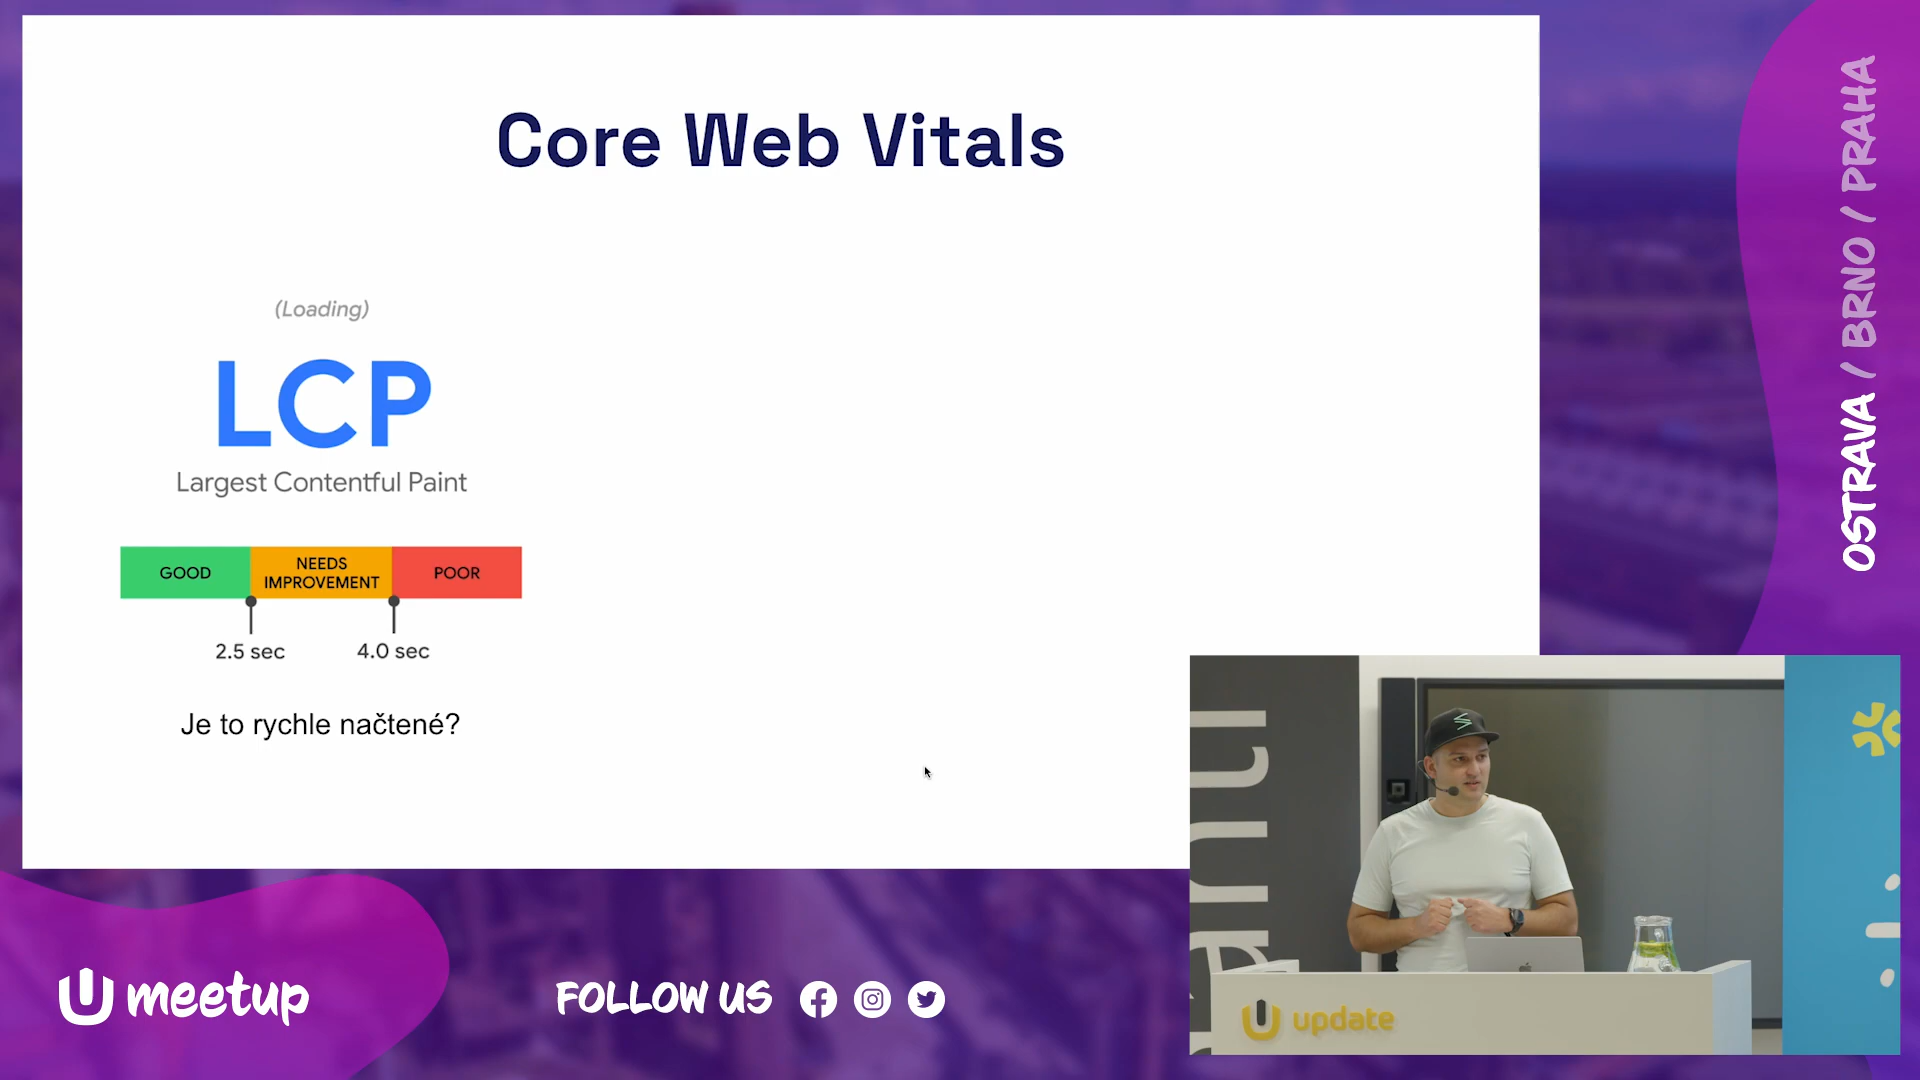 Core Web Vitals
(Loading)
LCP
Largest Contentful Paint
GOOD
NEEDS
IMPROVEMENT
POOR
2.5 sec
4.0 sec
Je to rychle načtené?
OSTRAVA / BRNO / PRAHA
update
meetup
FOLLOW US